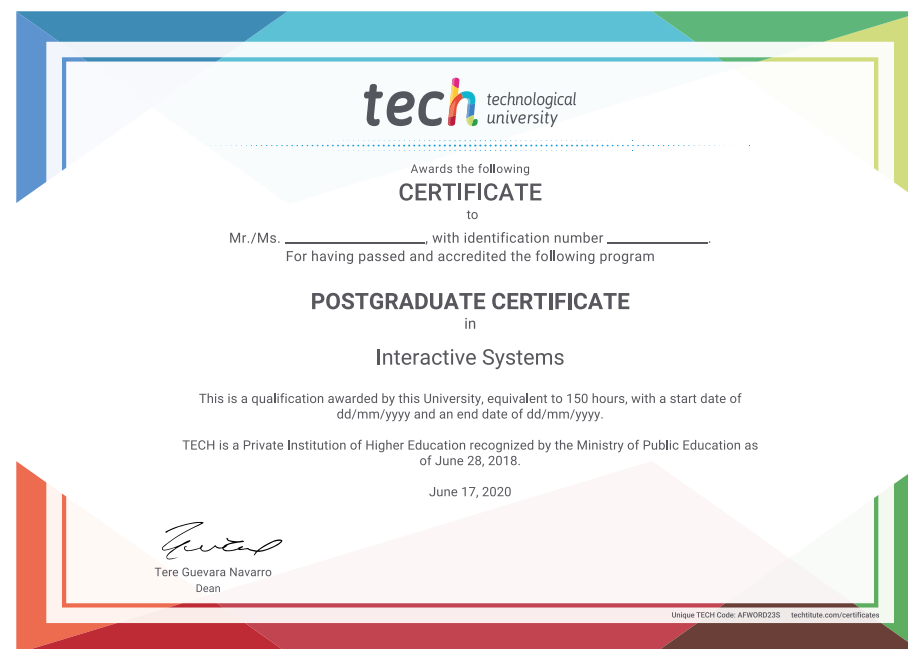 tech technological
university
Awards the following
CERTIFICATE
to
Mr./Ms. ____________, with identification number ____________.
For having passed and accredited the following program
POSTGRADUATE CERTIFICATE
in
Interactive Systems
This is a qualification awarded by this University, equivalent to 150 hours, with a start date of
dd/mm/yyyy and an end date of dd/mm/yyyy.
TECH is a Private Institution of Higher Education recognized by the Ministry of Public Education as
of June 28, 2018.
June 17, 2020
Tere Guevara Navarro
Dean
Unique TECH Code: AFWORD23S techtitute.com/certificates